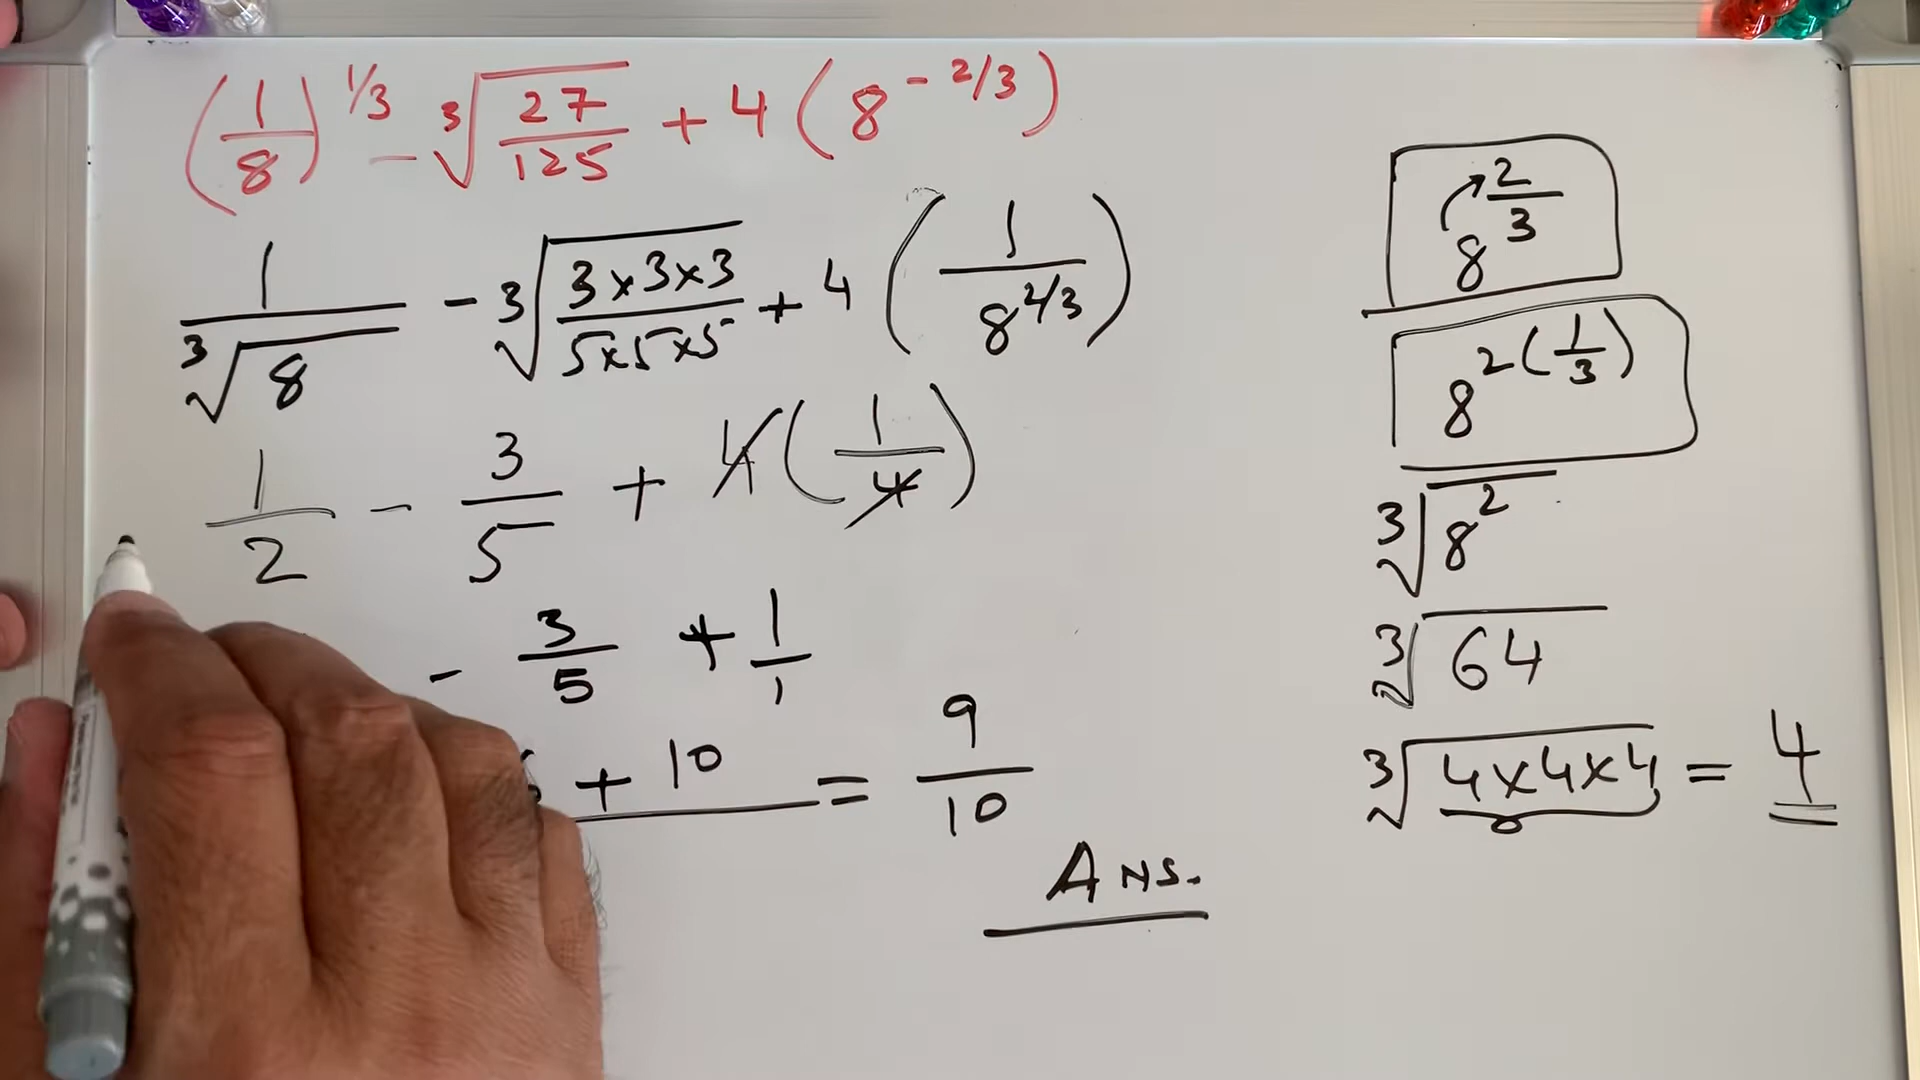 (1/8)^1/3 - ∛(27/125) + 4(8^-2/3)
1/∛8 - ∛(3×3×3/5×5×5) + 4(1/8^2/3)
1/2 - 3/5 + 4(1/4)
- 3/5 + 1/1
+ 10 = 9/10
Ans.
8^2/3
8^2(1/3)
∛8^2
∛64
∛4×4×4 = 4